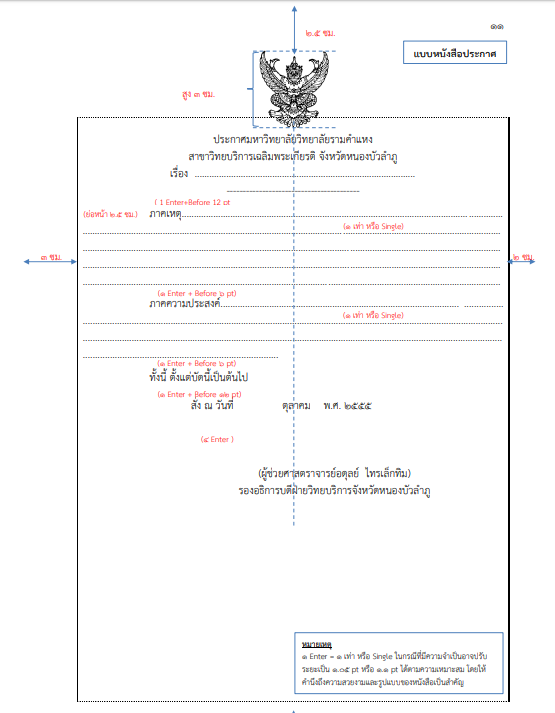 ๑๑
๒.๕ ซม.
แบบหนังสือประกาศ
สูง ๓ ซม.
ประกาศมหาวิทยาลัยวิทยาลัยรามคำแหง
สาขาวิทยบริการเฉลิมพระเกียรติ จังหวัดหนองบัวลำภู
เรื่อง ........................................................................
--------------------------------------------
( 1 Enter+Before 12 pt
(ย่อหน้า ๒.๕ ซม.) ภาคเหตุ........................................................................
(๑ เท่า หรือ Single)
๓ ซม.
๒ ซม.
(๑ Enter + Before ๖ pt)
ภาคความประสงค์........................................................................
(๑ เท่า หรือ Single)
(๑ Enter + Before ๖ pt)
ทั้งนี้ ตั้งแต่บัดนี้เป็นต้นไป
(๑ Enter + Before ๑๒ pt)
สั่ง ณ วันที่ ตุลาคม พ.ศ. ๒๕๕๕
(๔ Enter )
(ผู้ช่วยศาสตราจารย์อดุลย์ ไทรเล็กทิม)
รองอธิการบดีฝ่ายวิทยบริการจังหวัดหนองบัวลำภู
หมายเหตุ
๑ Enter = ๑ เท่า หรือ Single ในกรณีที่มีความจำเป็นอาจปรับ
ระยะเป็น ๑.๐๕ pt หรือ ๑.๑ pt ได้ตามความเหมาะสม โดยให้
คำนึงถึงความสวยงามและรูปแบบของหนังสือเป็นสำคัญ